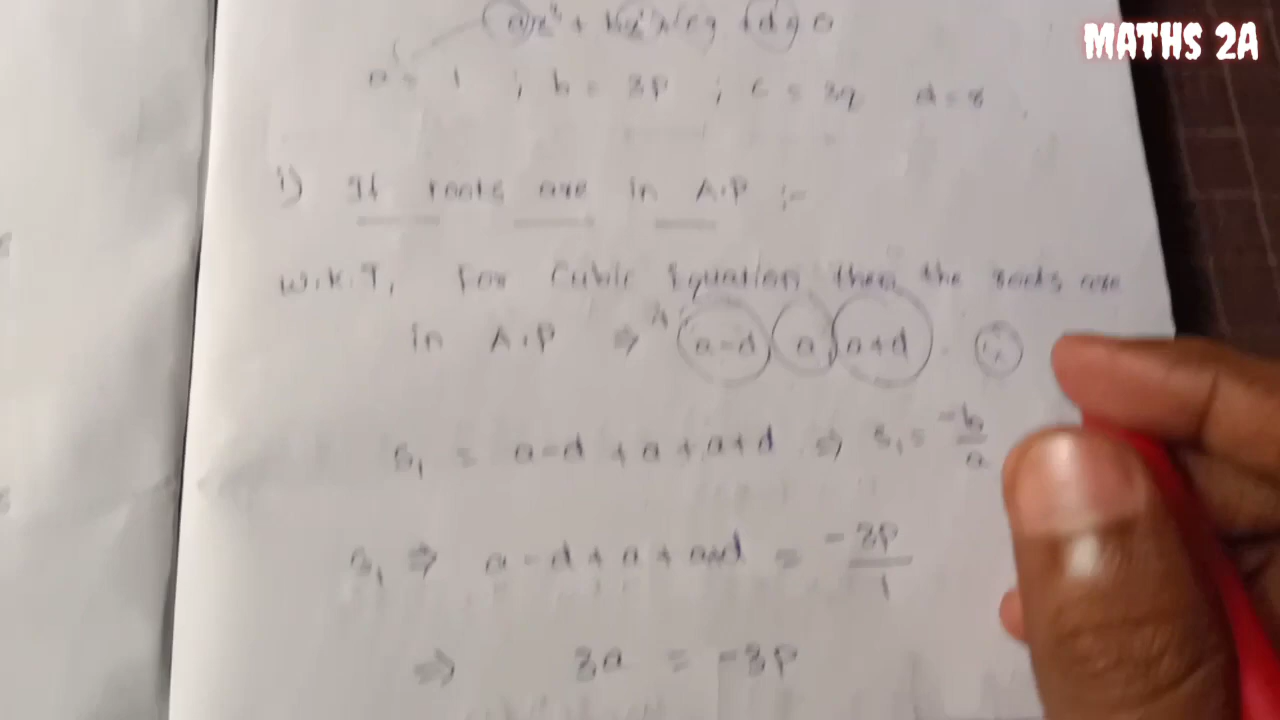 MATHS 2A
a = 1 ; b = 3p ; c = 3q d = r
i) If roots are in A.P :-
W.K.T, For Cubic Equation then the roots are
in A.P ⇒ a-d, a, a+d.
S₁ = a-d + a + a+d ⇒ S₁ = -b/a
S₁ ⇒ a-d + a + a+d = -3p/1
⇒ 3a = -3p